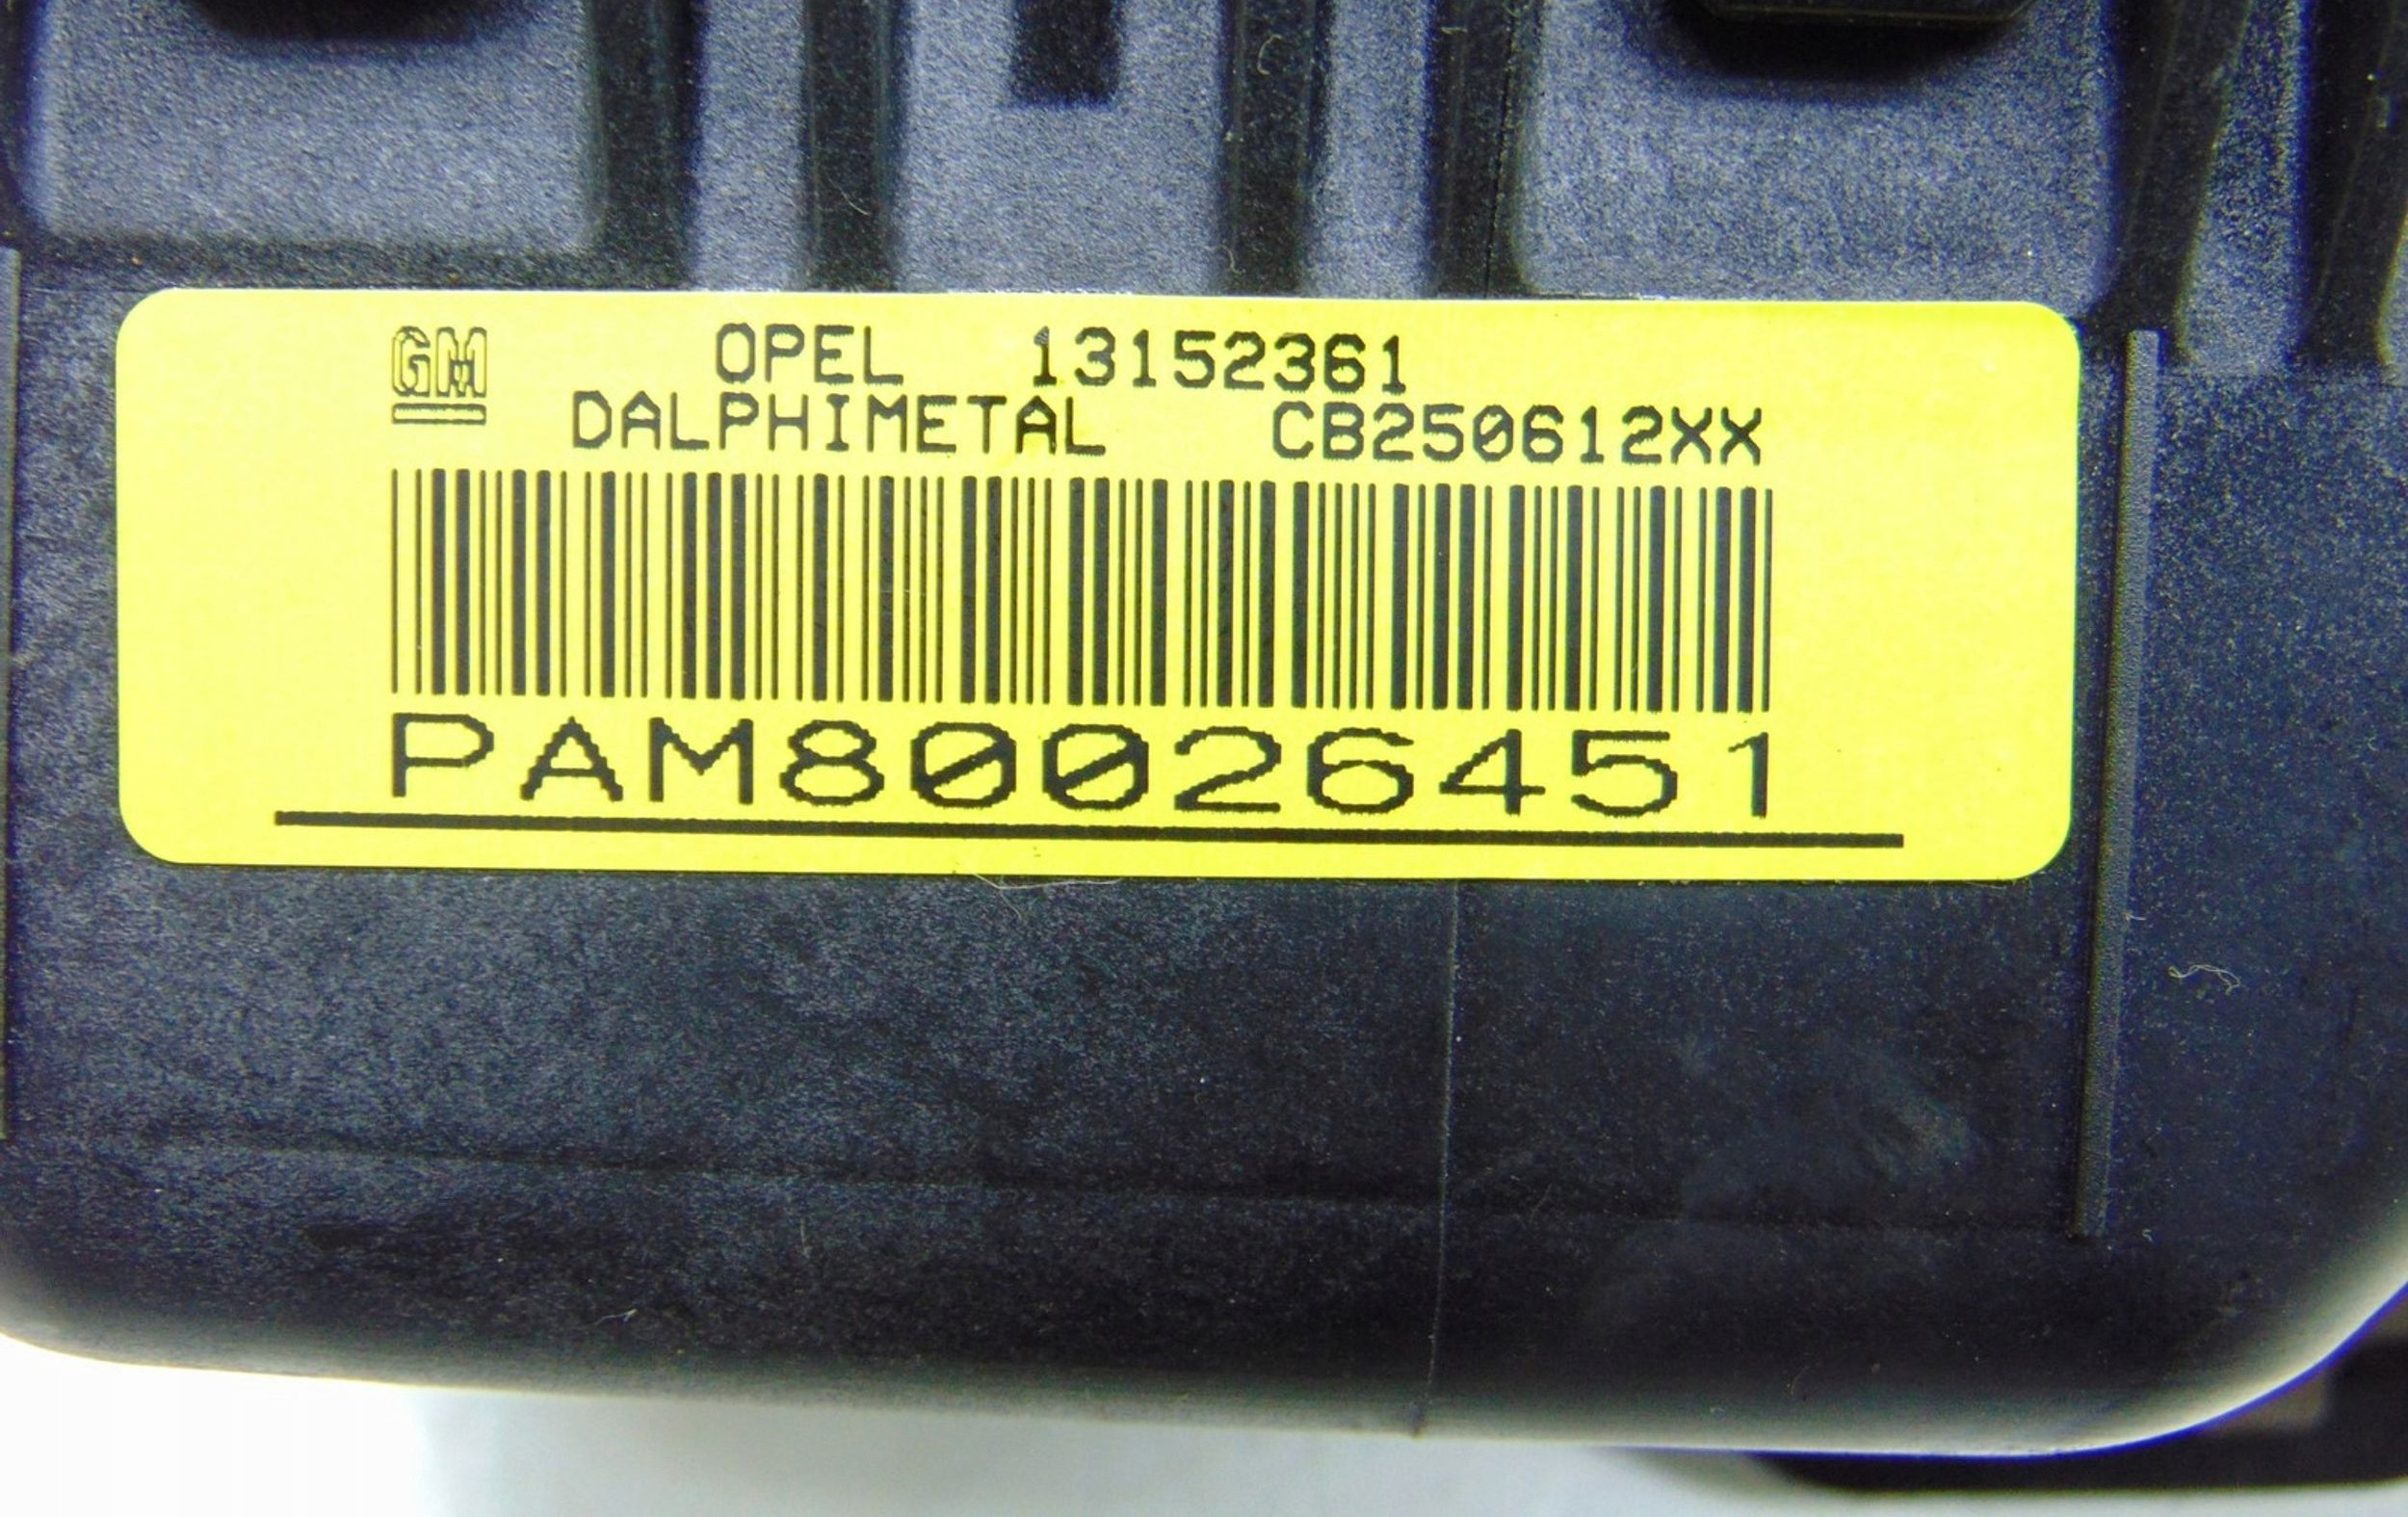 GM OPEL 13152361
DALPHIMETAL CB250612XX
PAM80026451